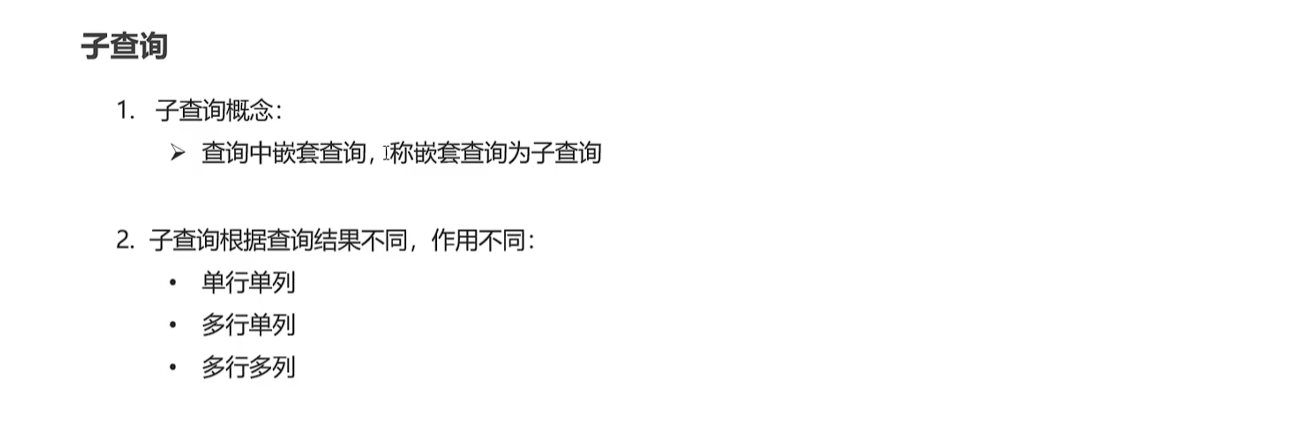 子查询
1. 子查询概念：
➢ 查询中嵌套查询，称嵌套查询为子查询
2. 子查询根据查询结果不同，作用不同：
• 单行单列
• 多行单列
• 多行多列